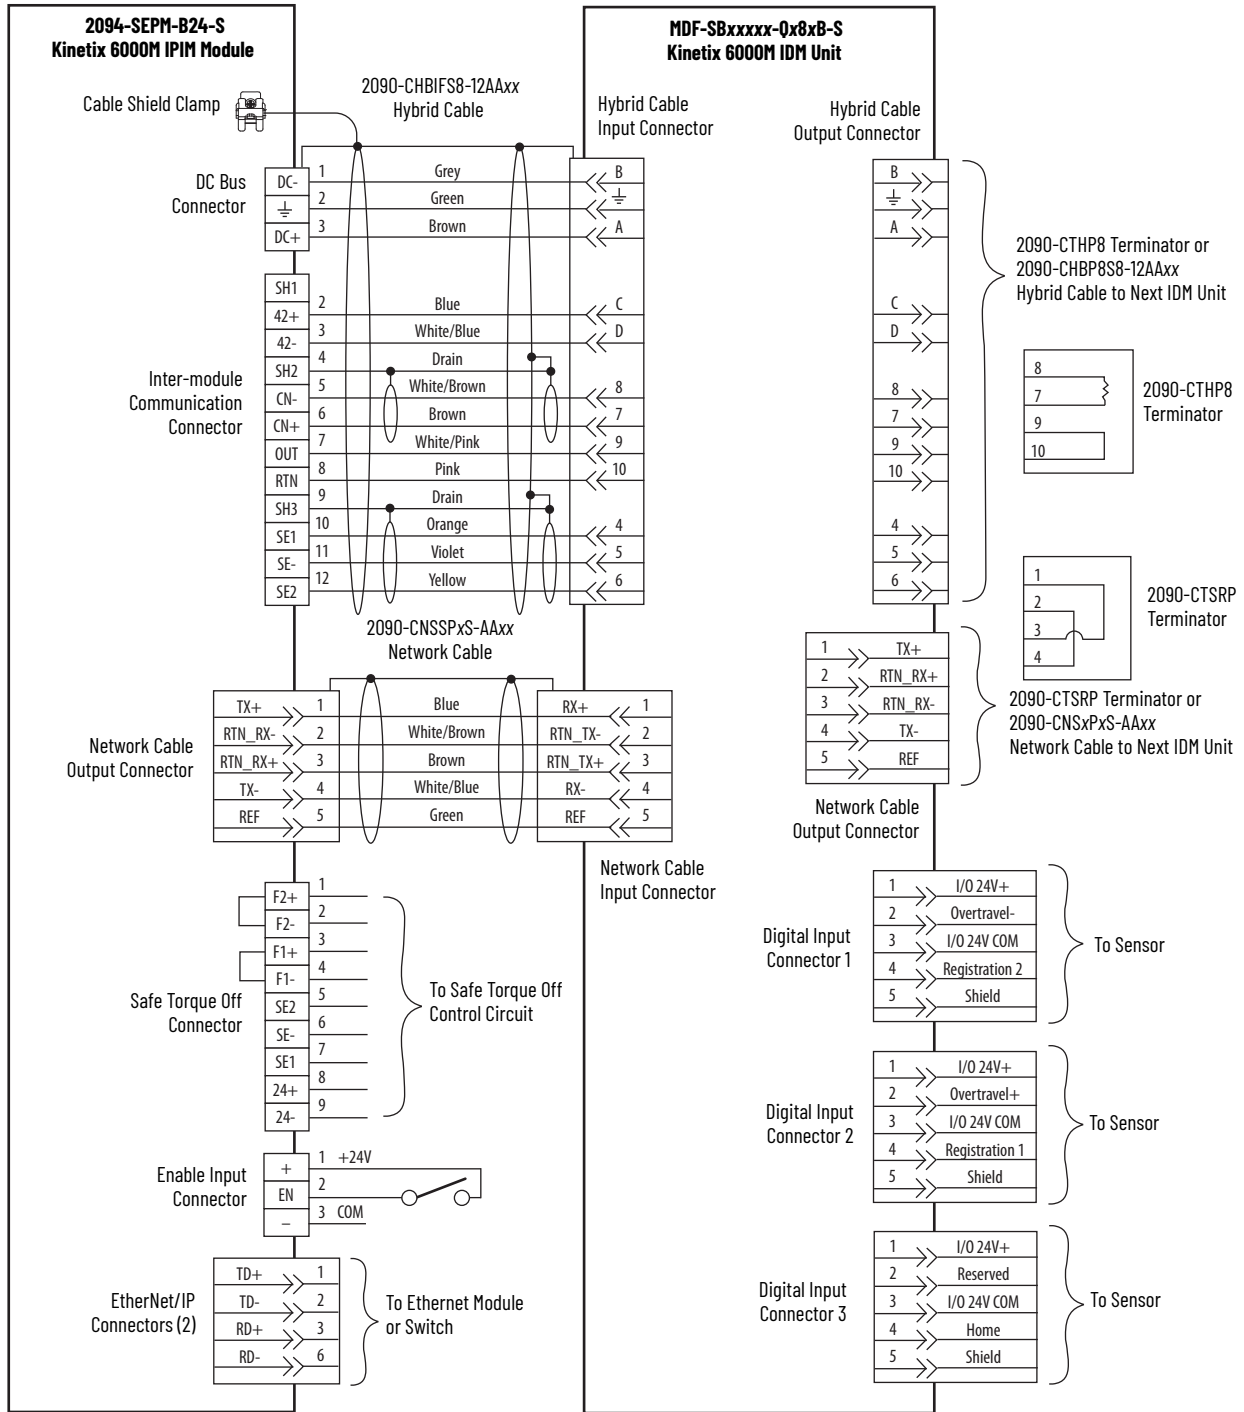 2094-SEPM-B24-S
Kinetix 6000M IPIM Module
MDF-SBxxxxx-Qx8xB-S
Kinetix 6000M IDM Unit
Cable Shield Clamp
2090-CHBIFS8-12AAxx
Hybrid Cable
Hybrid Cable
Input Connector
Hybrid Cable
Output Connector
DC Bus
Connector
DC- 1 Grey B
2 Green
DC+ 3 Brown A
Inter-module
Communication
Connector
SH1
42+ 2 Blue C
42- 3 White/Blue D
SH2 4 Drain
CN- 5 White/Brown 8
CN+ 6 Brown 7
OUT 7 White/Pink 9
RTN 8 Pink 10
SH3 9 Drain
SE1 10 Orange 4
SE- 11 Violet 5
SE2 12 Yellow 6
B
A
C
D
8
7
9
10
4
5
6
2090-CTHP8 Terminator or
2090-CHBP8S8-12AAxx
Hybrid Cable to Next IDM Unit
8
7
9
10
2090-CTHP8
Terminator
1
2
3
4
2090-CTSRP
Terminator
2090-CNSSPxS-AAxx
Network Cable
Network Cable
Output Connector
TX+ 1 Blue RX+ 1
RTN_RX- 2 White/Brown RTN_TX- 2
RTN_RX+ 3 Brown RTN_TX+ 3
TX- 4 White/Blue RX- 4
REF 5 Green REF 5
Network Cable
Input Connector
1 TX+
2 RTN_RX+
3 RTN_RX-
4 TX-
5 REF
2090-CTSRP Terminator or
2090-CNSxPxS-AAxx
Network Cable to Next IDM Unit
Network Cable
Output Connector
Safe Torque Off
Connector
F2+ 1
F2- 2
F1+ 3
F1- 4
SE2 5
SE- 6
SE1 7
24+ 8
24- 9
To Safe Torque Off
Control Circuit
Digital Input
Connector 1
1 I/O 24V+
2 Overtravel-
3 I/O 24V COM
4 Registration 2
5 Shield
To Sensor
Digital Input
Connector 2
1 I/O 24V+
2 Overtravel+
3 I/O 24V COM
4 Registration 1
5 Shield
To Sensor
Enable Input
Connector
+ 1 +24V
EN 2
– 3 COM
EtherNet/IP
Connectors (2)
TD+ 1
TD- 2
RD+ 3
RD- 6
To Ethernet Module
or Switch
Digital Input
Connector 3
1 I/O 24V+
2 Reserved
3 I/O 24V COM
4 Home
5 Shield
To Sensor